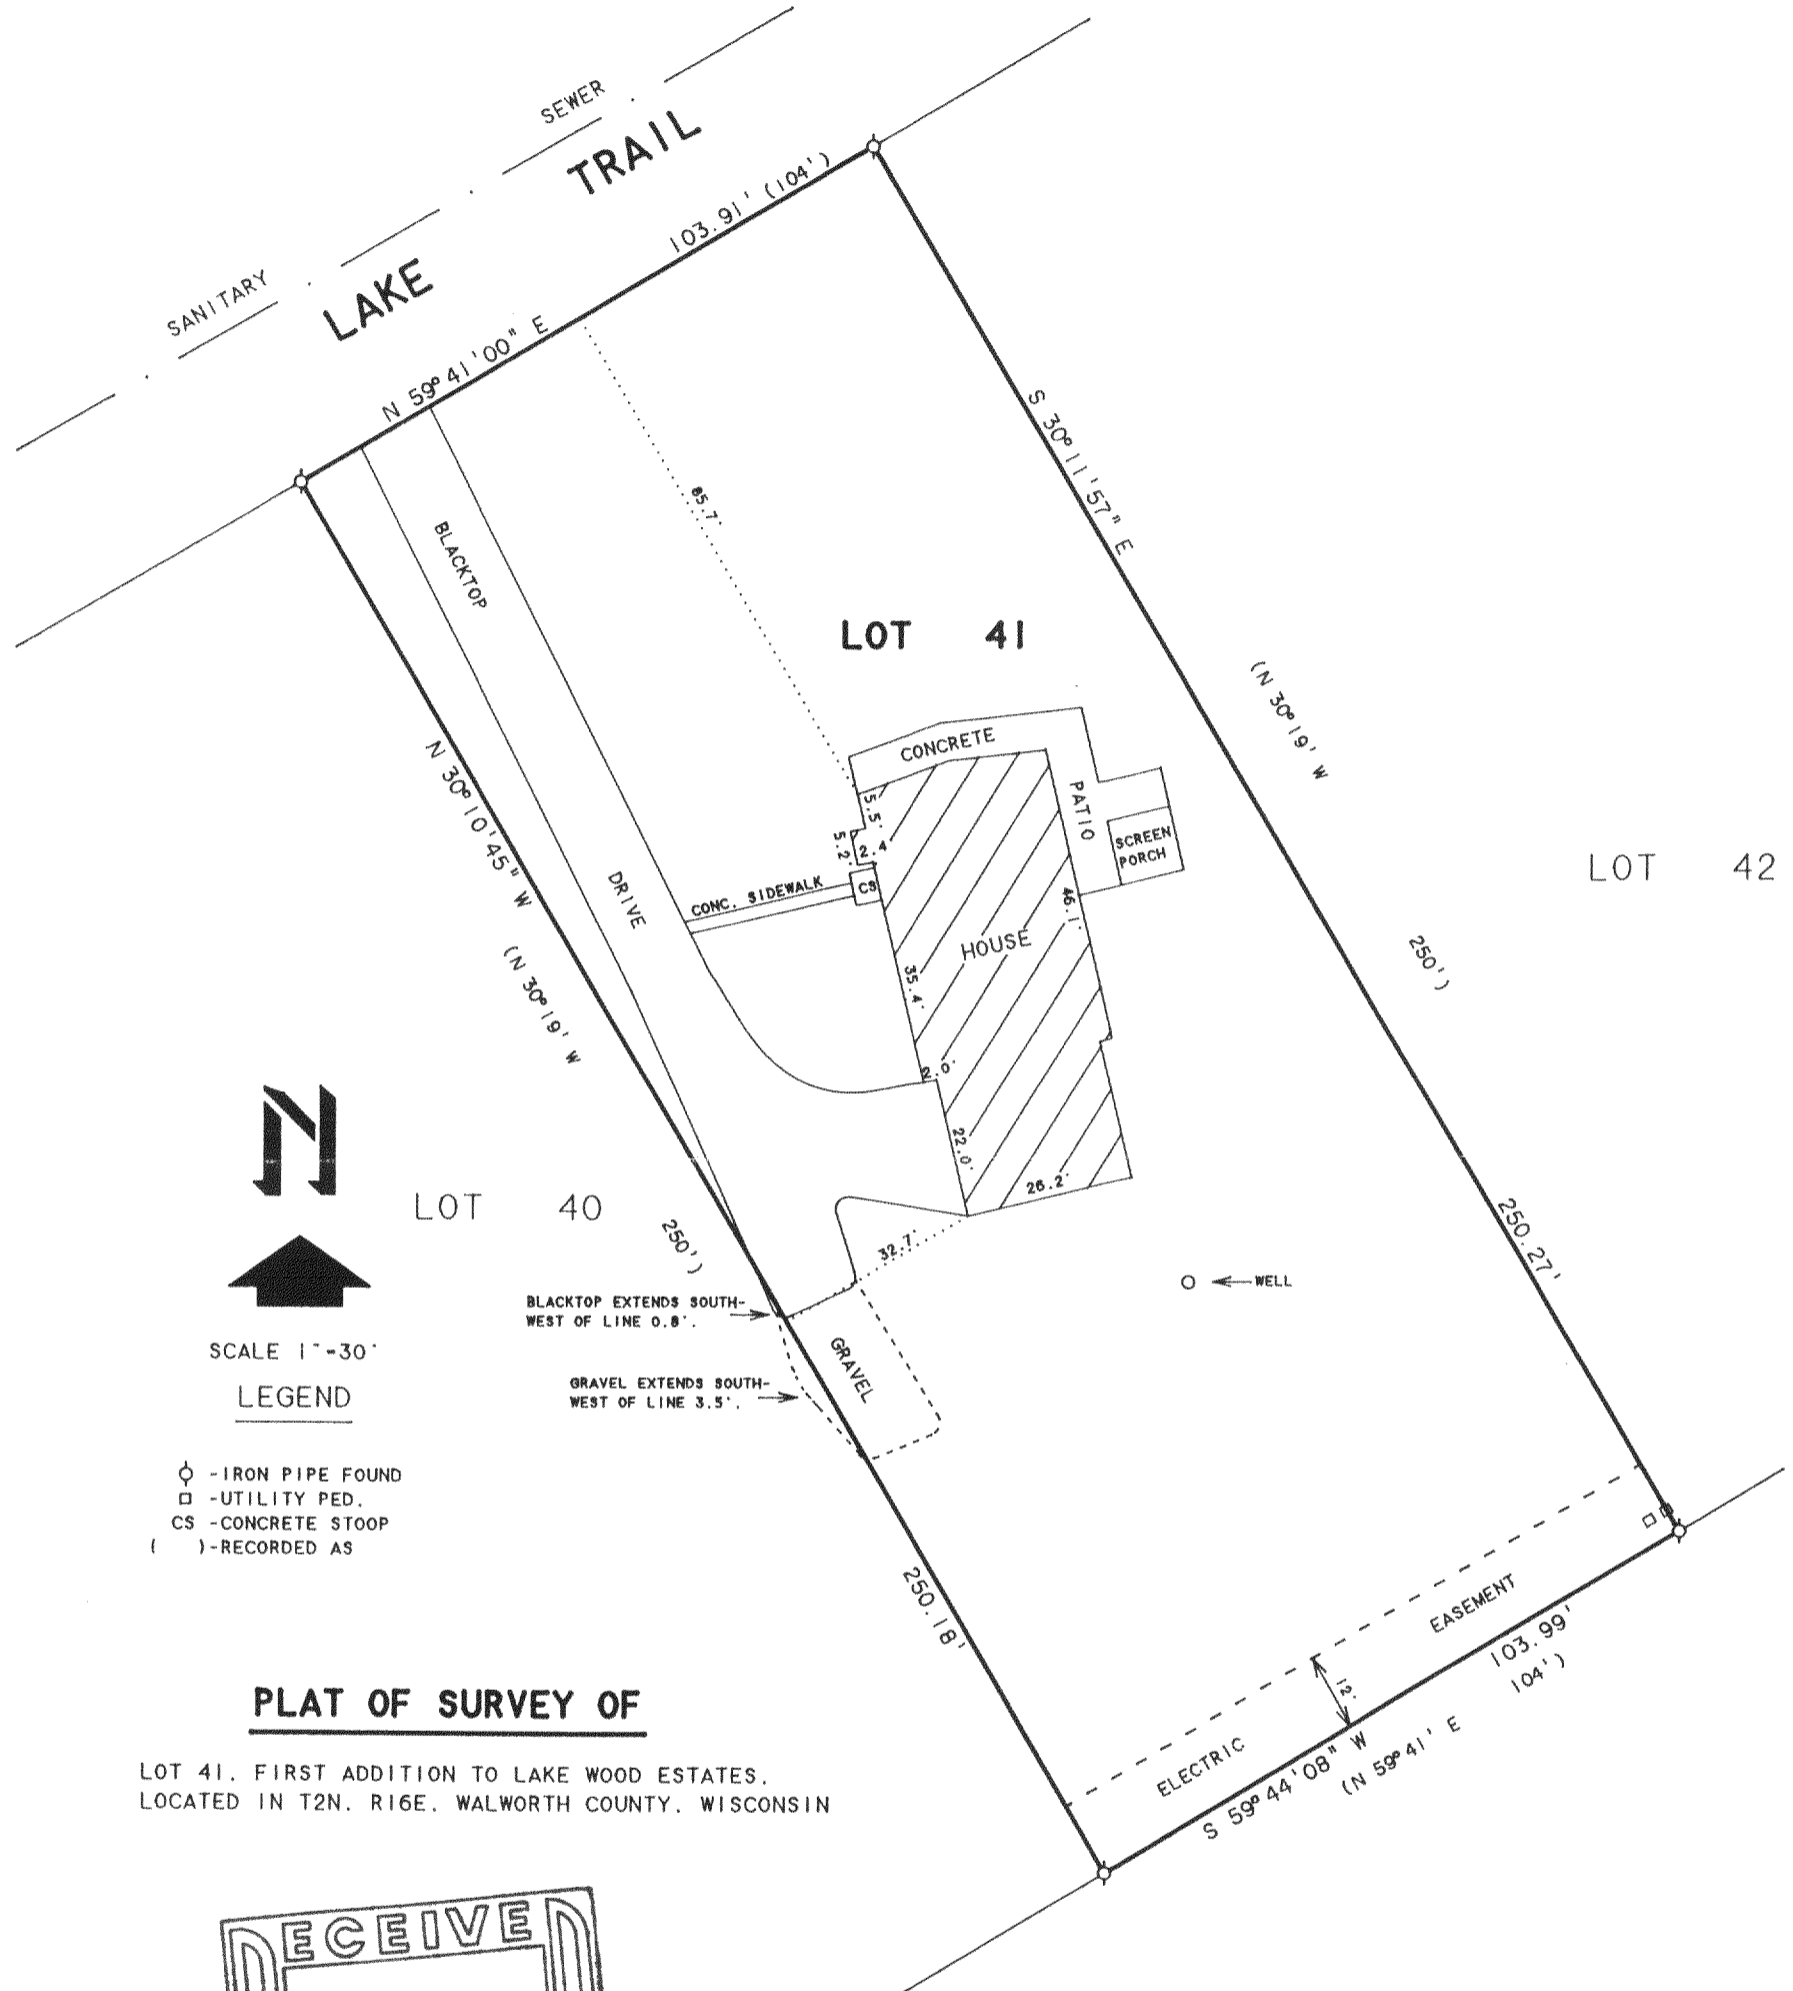 SEWER
TRAIL
SANITARY
LAKE
103.91' (104')
N 59°41'00" E
85.7'
BLACKTOP
DRIVE
S 30°11'57" E
(N 30°19' W
250')
250.27'
LOT 41
LOT 42
CONCRETE
PATIO
SCREEN
PORCH
5.5'
5.2'
2.4
CS
CONC. SIDEWALK
46.1'
HOUSE
35.4'
2.0'
22.0'
26.2'
32.7'
N 30°10'45" W
(N 30°19' W
250')
250.18'
N
LOT 40
WELL
BLACKTOP EXTENDS SOUTH-
WEST OF LINE 0.8'.
GRAVEL
GRAVEL EXTENDS SOUTH-
WEST OF LINE 3.5'.
SCALE 1"-30'
LEGEND
-IRON PIPE FOUND
-UTILITY PED.
CS -CONCRETE STOOP
( )-RECORDED AS
EASEMENT
12'
ELECTRIC
103.99'
104')
S 59°44'08" W
(N 59°41' E
PLAT OF SURVEY OF
LOT 41, FIRST ADDITION TO LAKE WOOD ESTATES,
LOCATED IN T2N, R16E, WALWORTH COUNTY, WISCONSIN
ECEIVE